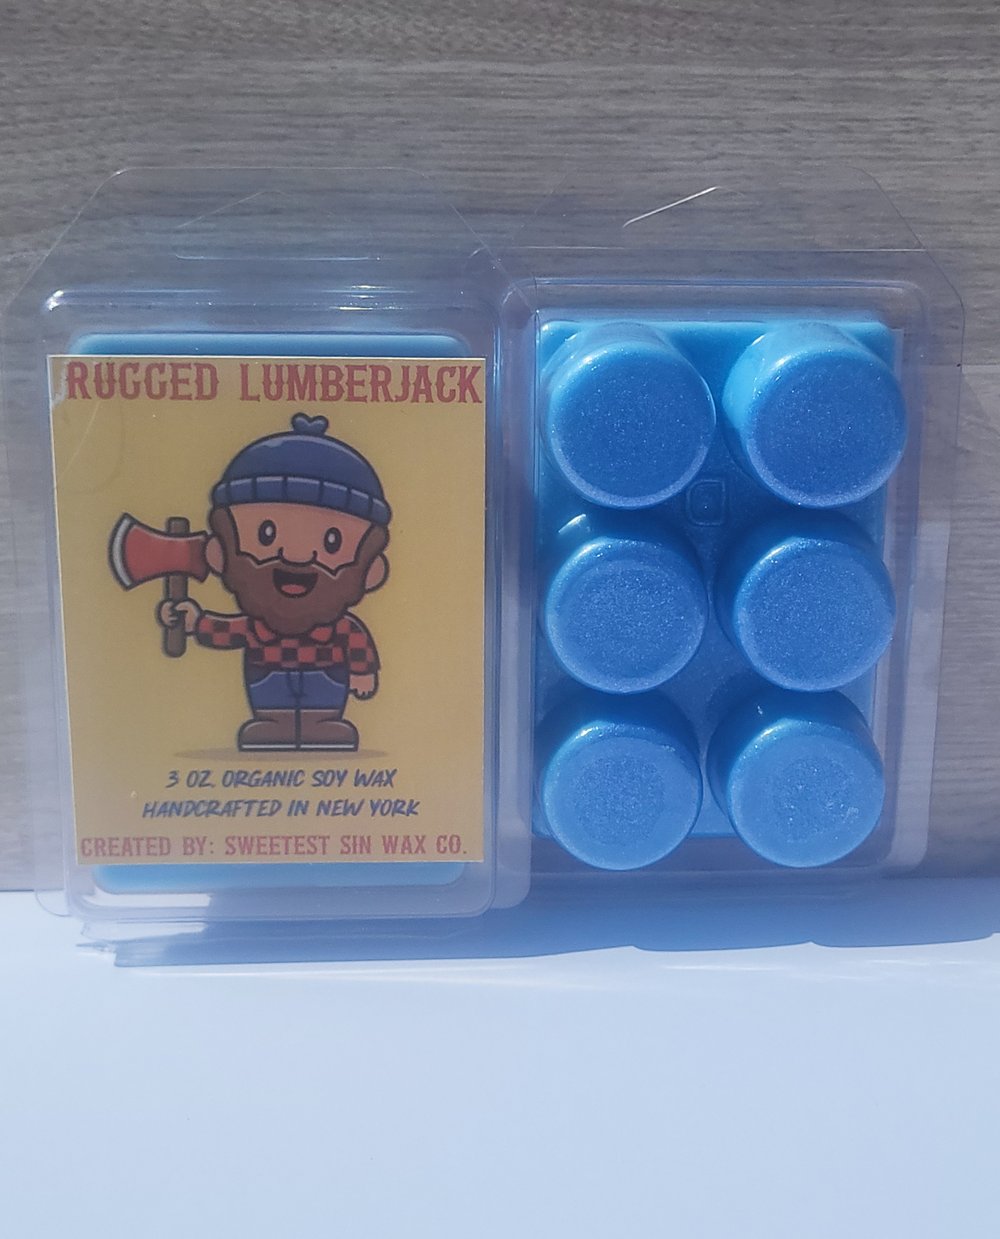 RUGGED LUMBERJACK
3 OZ. ORGANIC SOY WAX
HANDCRAFTED IN NEW YORK
CREATED BY: SWEETEST SIN WAX CO.